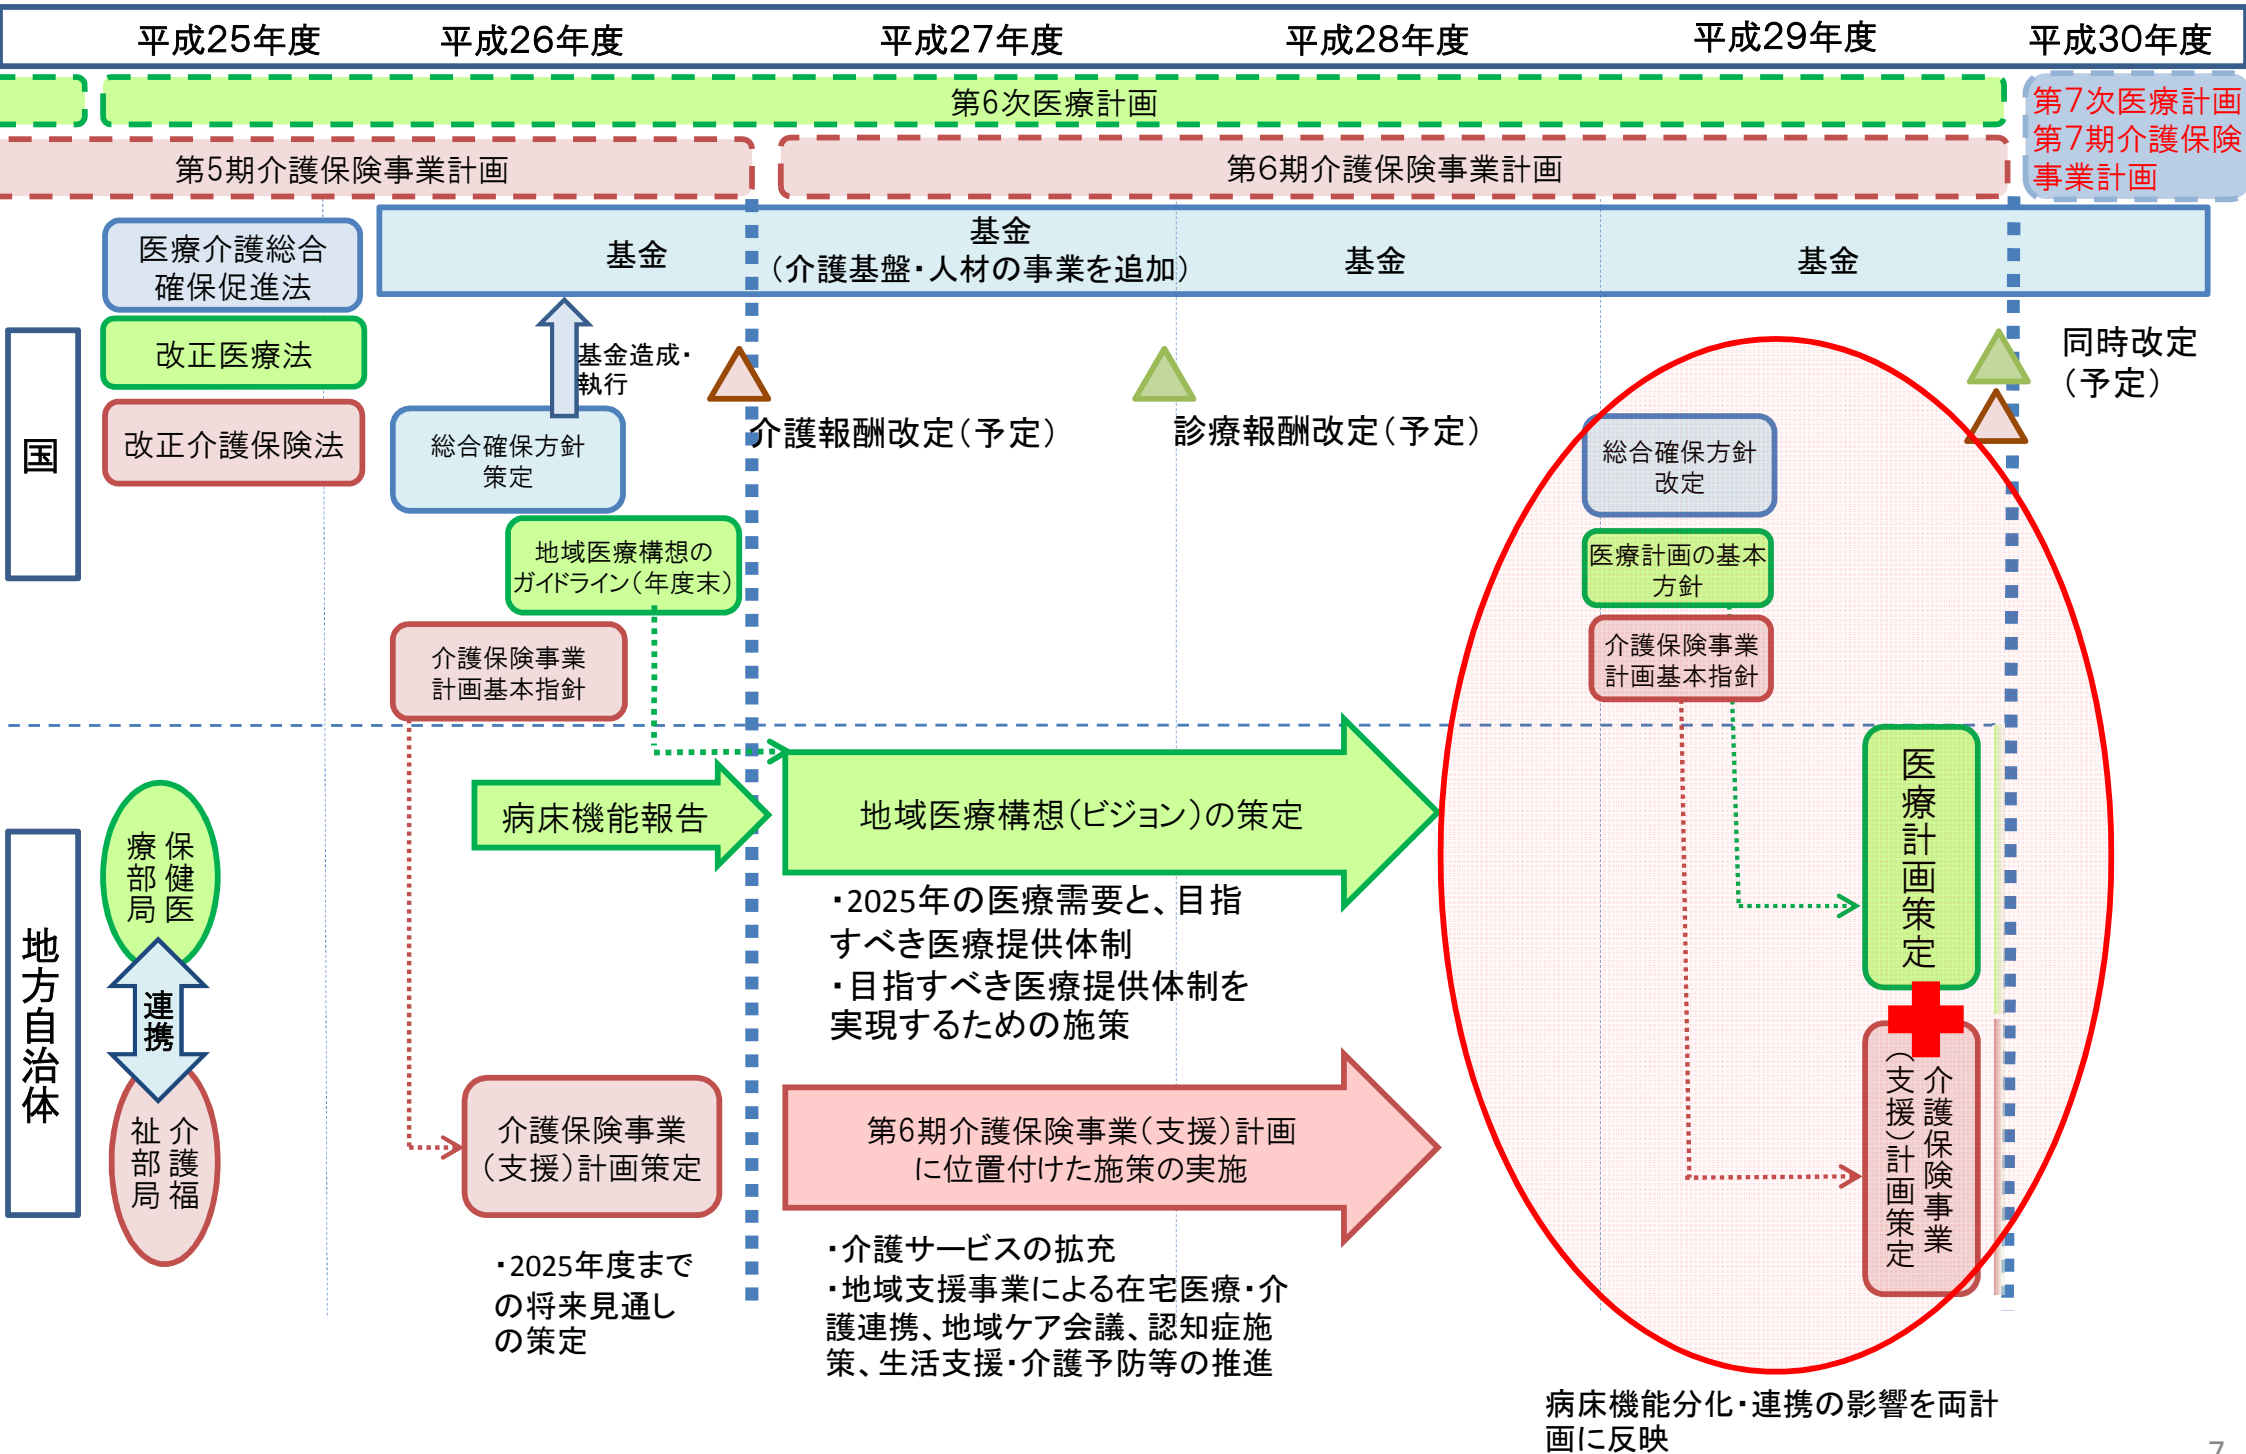 平成25年度
平成26年度
平成27年度
平成28年度
平成29年度
平成30年度
第6次医療計画
第7次医療計画
第7期介護保険
事業計画
第5期介護保険事業計画
第6期介護保険事業計画
医療介護総合
確保促進法
基金
基金
（介護基盤・人材の事業を追加）
基金
基金
国
改正医療法
改正介護保険法
基金造成・
執行
総合確保方針
策定
介護報酬改定（予定）
診療報酬改定（予定）
同時改定
（予定）
地域医療構想の
ガイドライン（年度末）
介護保険事業
計画基本指針
総合確保方針
改定
医療計画の基本
方針
介護保険事業
計画基本指針
地方自治体
保健医
療部局
連携
介護福
祉部局
病床機能報告
地域医療構想（ビジョン）の策定
・2025年の医療需要と、目指
すべき医療提供体制
・目指すべき医療提供体制を
実現するための施策
医療計画策定
介護保険事業
（支援）計画策定
・2025年度まで
の将来見通し
の策定
第6期介護保険事業（支援）計画
に位置付けた施策の実施
・介護サービスの拡充
・地域支援事業による在宅医療・介
護連携、地域ケア会議、認知症施
策、生活支援・介護予防等の推進
介護保険事業
（支援）計画策定
病床機能分化・連携の影響を両計
画に反映
7